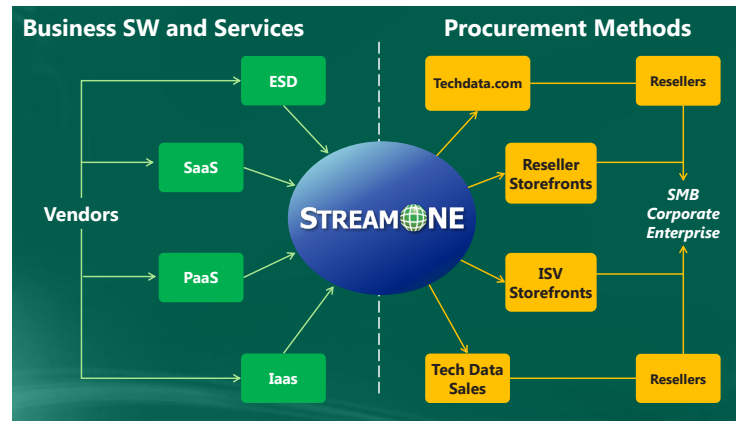 Business SW and Services
Procurement Methods
ESD
Techdata.com
Resellers
SaaS
Reseller
Storefronts
Vendors
STREAMONE
SMB
Corporate
Enterprise
PaaS
ISV
Storefronts
Iaas
Tech Data
Sales
Resellers